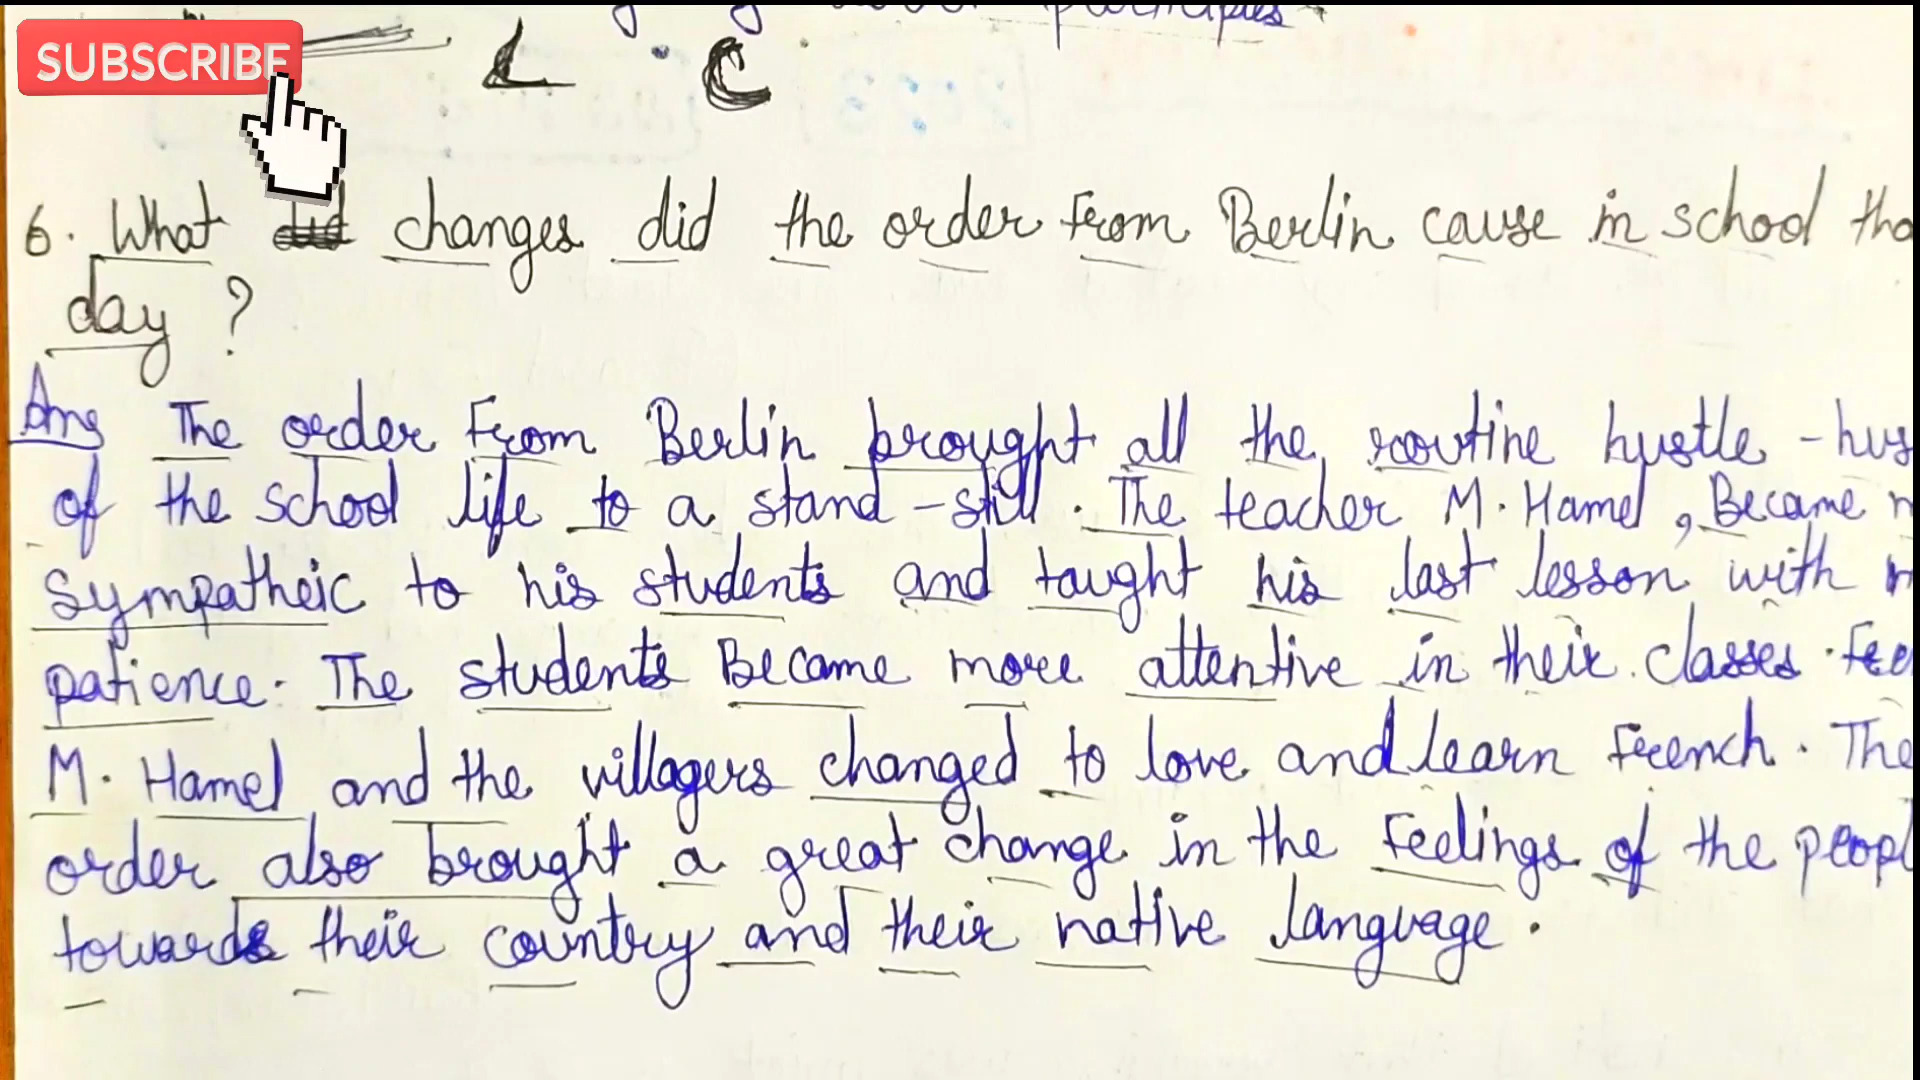 principles
SUBSCRIBE
L . C
6. What did changes did the order from Berlin cause in school tha
day ?
Ans The order from Berlin brought all the routine hustle - hus
of the school life to a stand - still. The teacher M. Hamel, Became
sympatheic to his students and taught his last lesson with
patience. The students Became more attentive in their classes.
M. Hamel and the villagers changed to love and learn French. The
order also brought a great change in the Feelings of the peopl
towards their country and their native language.